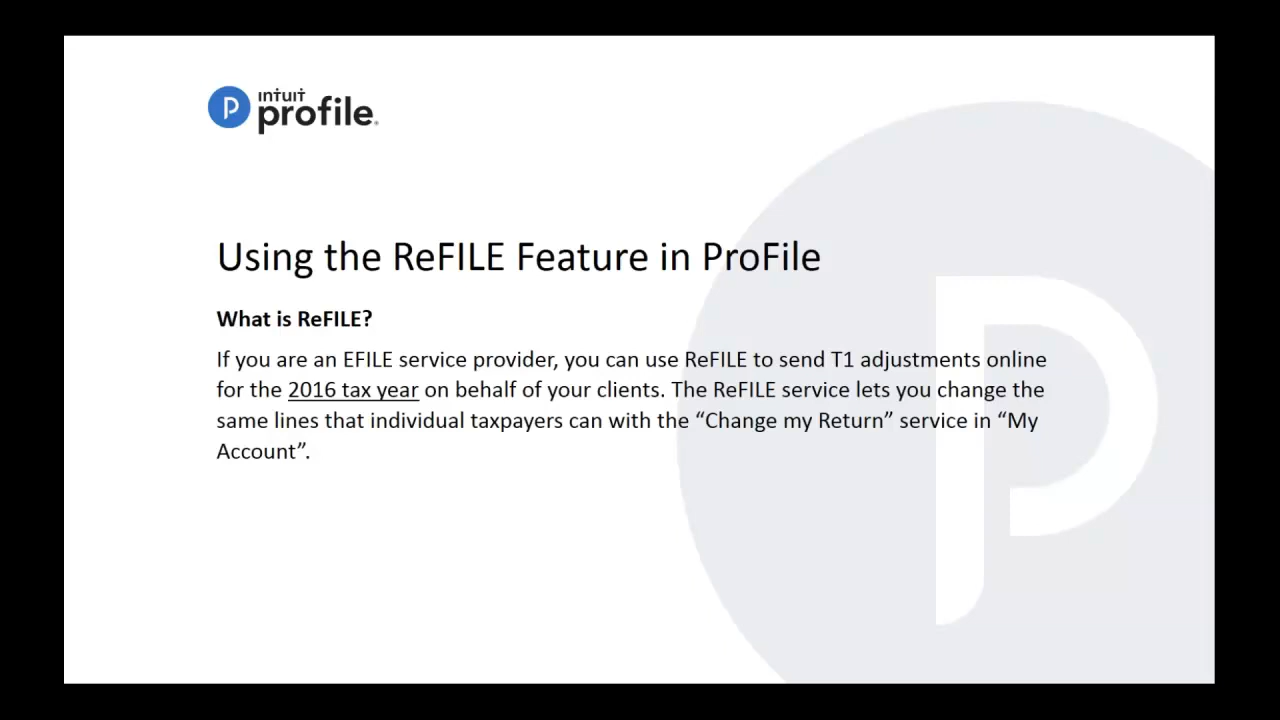 intuit
profile
Using the ReFILE Feature in ProFile
What is ReFILE?
If you are an EFILE service provider, you can use ReFILE to send T1 adjustments online
for the 2016 tax year on behalf of your clients. The ReFILE service lets you change the
same lines that individual taxpayers can with the “Change my Return” service in “My
Account”.